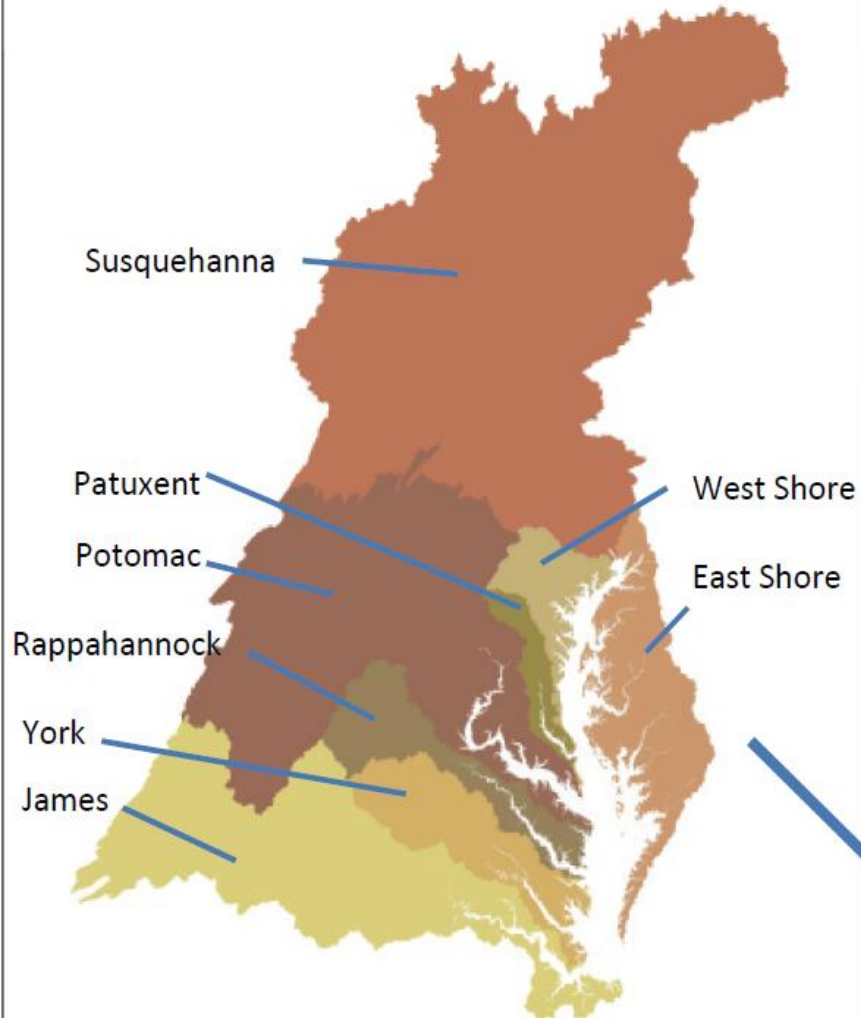 Susquehanna
Patuxent
West Shore
Potomac
East Shore
Rappahannock
York
James